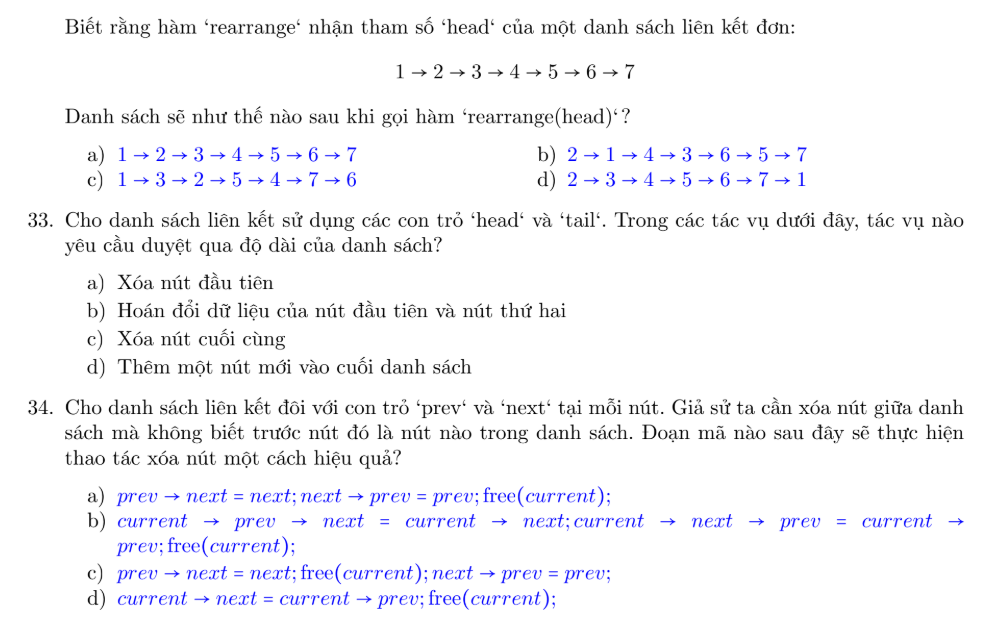 Biết rằng hàm ‘rearrange‘ nhận tham số ‘head‘ của một danh sách liên kết đơn:
1 → 2 → 3 → 4 → 5 → 6 → 7
Danh sách sẽ như thế nào sau khi gọi hàm ‘rearrange(head)‘?
a) 1 → 2 → 3 → 4 → 5 → 6 → 7
b) 2 → 1 → 4 → 3 → 6 → 5 → 7
c) 1 → 3 → 2 → 5 → 4 → 7 → 6
d) 2 → 3 → 4 → 5 → 6 → 7 → 1
33. Cho danh sách liên kết sử dụng các con trỏ ‘head‘ và ‘tail‘. Trong các tác vụ dưới đây, tác vụ nào
yêu cầu duyệt qua độ dài của danh sách?
a) Xóa nút đầu tiên
b) Hoán đổi dữ liệu của nút đầu tiên và nút thứ hai
c) Xóa nút cuối cùng
d) Thêm một nút mới vào cuối danh sách
34. Cho danh sách liên kết đôi với con trỏ ‘prev‘ và ‘next‘ tại mỗi nút. Giả sử ta cần xóa nút giữa danh
sách mà không biết trước nút đó là nút nào trong danh sách. Đoạn mã nào sau đây sẽ thực hiện
thao tác xóa nút một cách hiệu quả?
a) prev → next = next; next → prev = prev; free(current);
b) current → prev → next = current → next; current → next → prev = current →
prev; free(current);
c) prev → next = next; free(current); next → prev = prev;
d) current → next = current → prev; free(current);